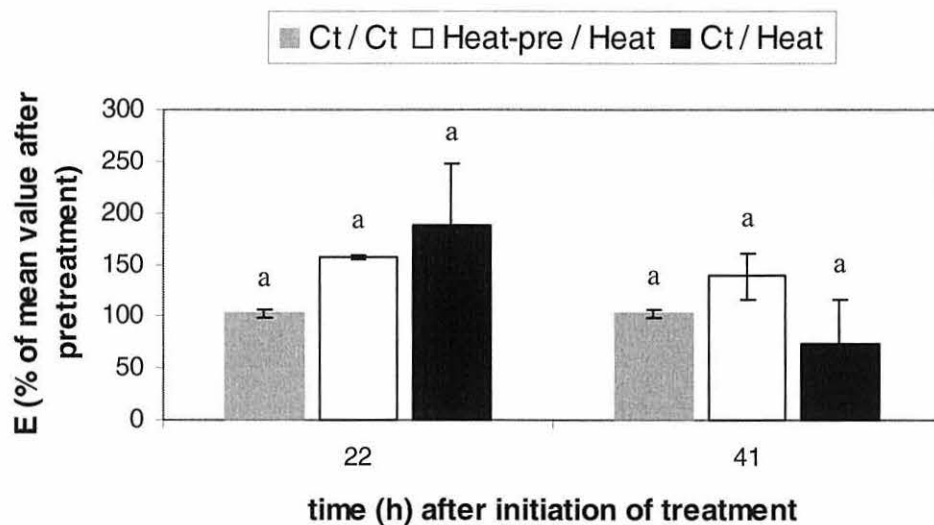 Ct / Ct Heat-pre / Heat Ct / Heat
E (% of mean value after
pretreatment)
300
250
200
150
100
50
0
a a a a a a
22 41
time (h) after initiation of treatment